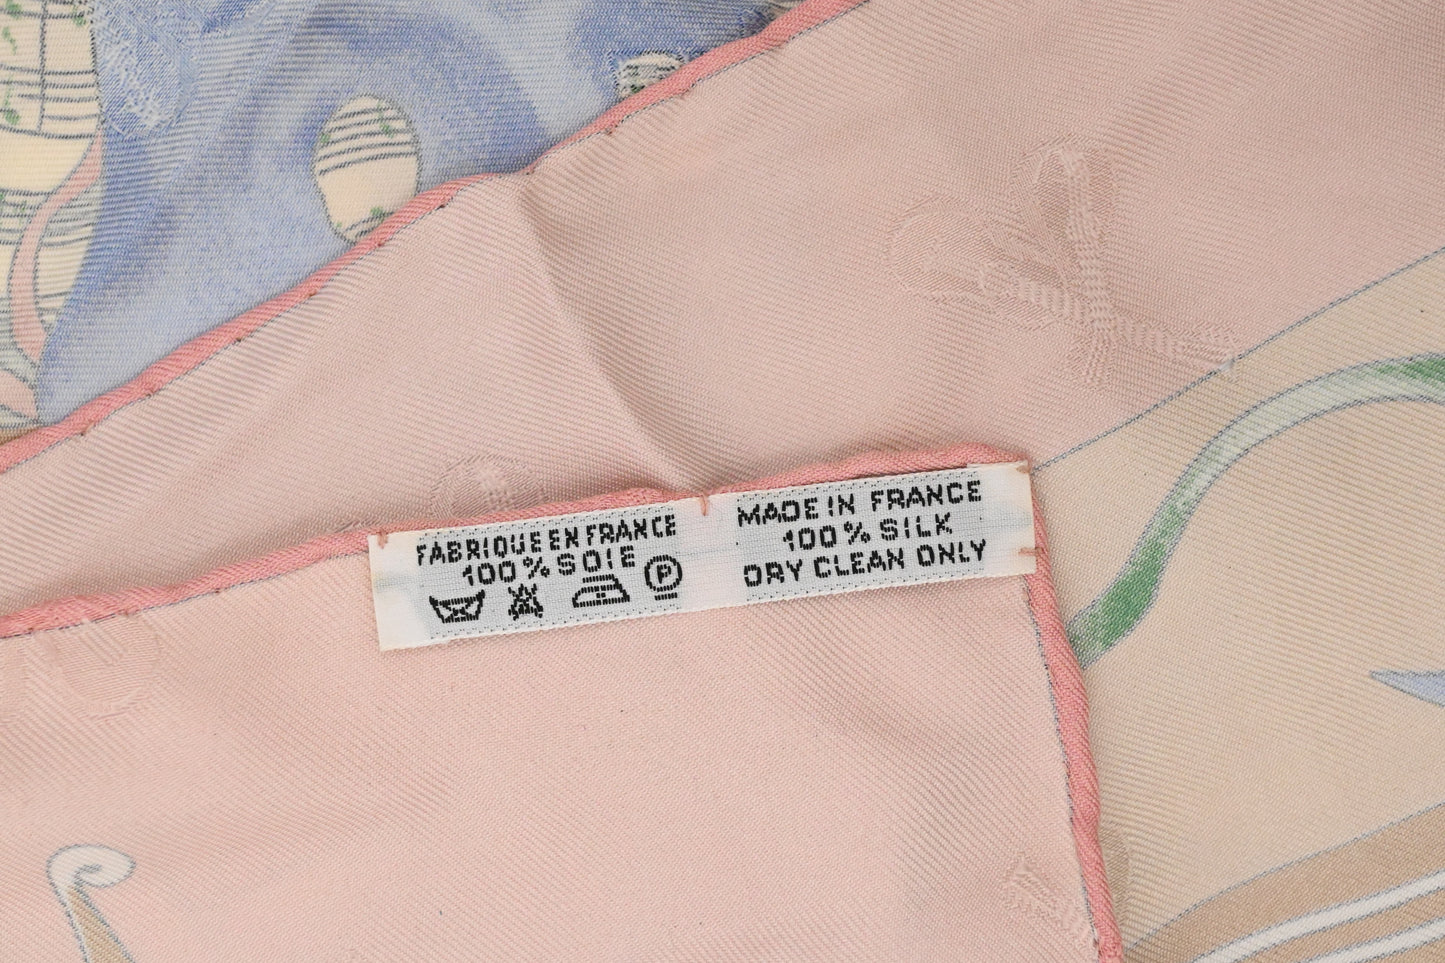 FABRIQUE EN FRANCE
100% SOIE
P
MADE IN FRANCE
100% SILK
DRY CLEAN ONLY